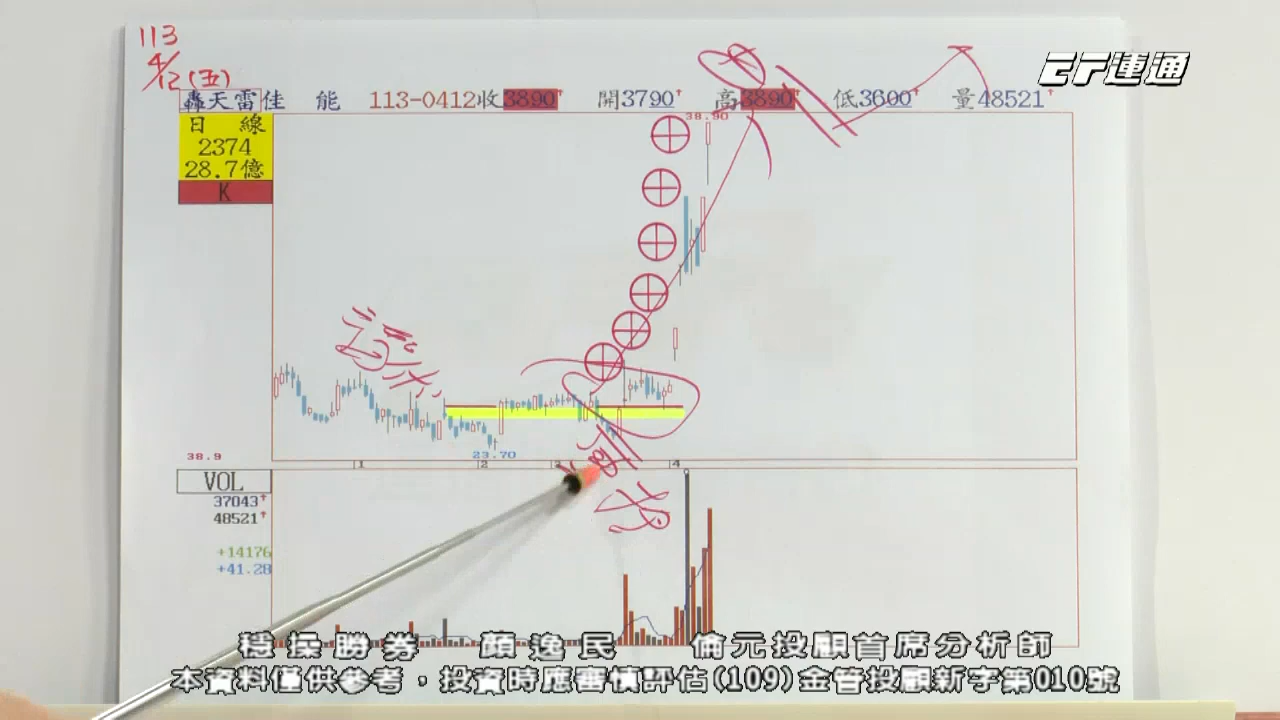 113
4/12(五)
ET運通
轟天雷佳 能 113-0412收3890↑ 開3790↑ 高3890↑ 低3600↑ 量48521↑
日 線
2374
28.7億
K
38.90
23.70
38.9
1 2 3 4
VOL
37043↑
48521↑
+14176
+41.28
穩操勝券 顏逸民 倫元投顧首席分析師
本資料僅供參考，投資時應審慎評估(109)金管投顧新字第010號